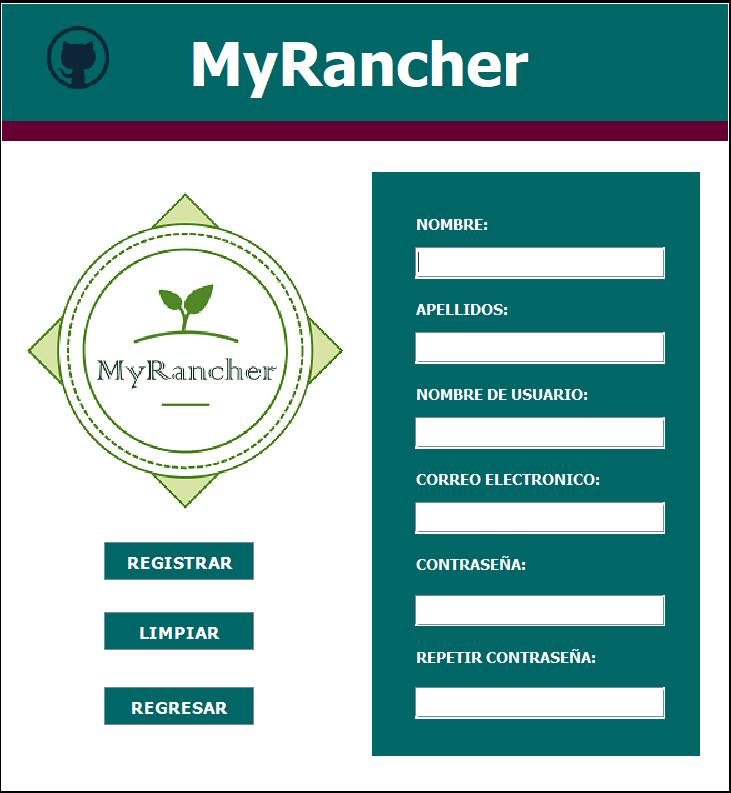 MyRancher
MyRancher
REGISTRAR
LIMPIAR
REGRESAR
NOMBRE:
APELLIDOS:
NOMBRE DE USUARIO:
CORREO ELECTRONICO:
CONTRASEÑA:
REPETIR CONTRASEÑA: